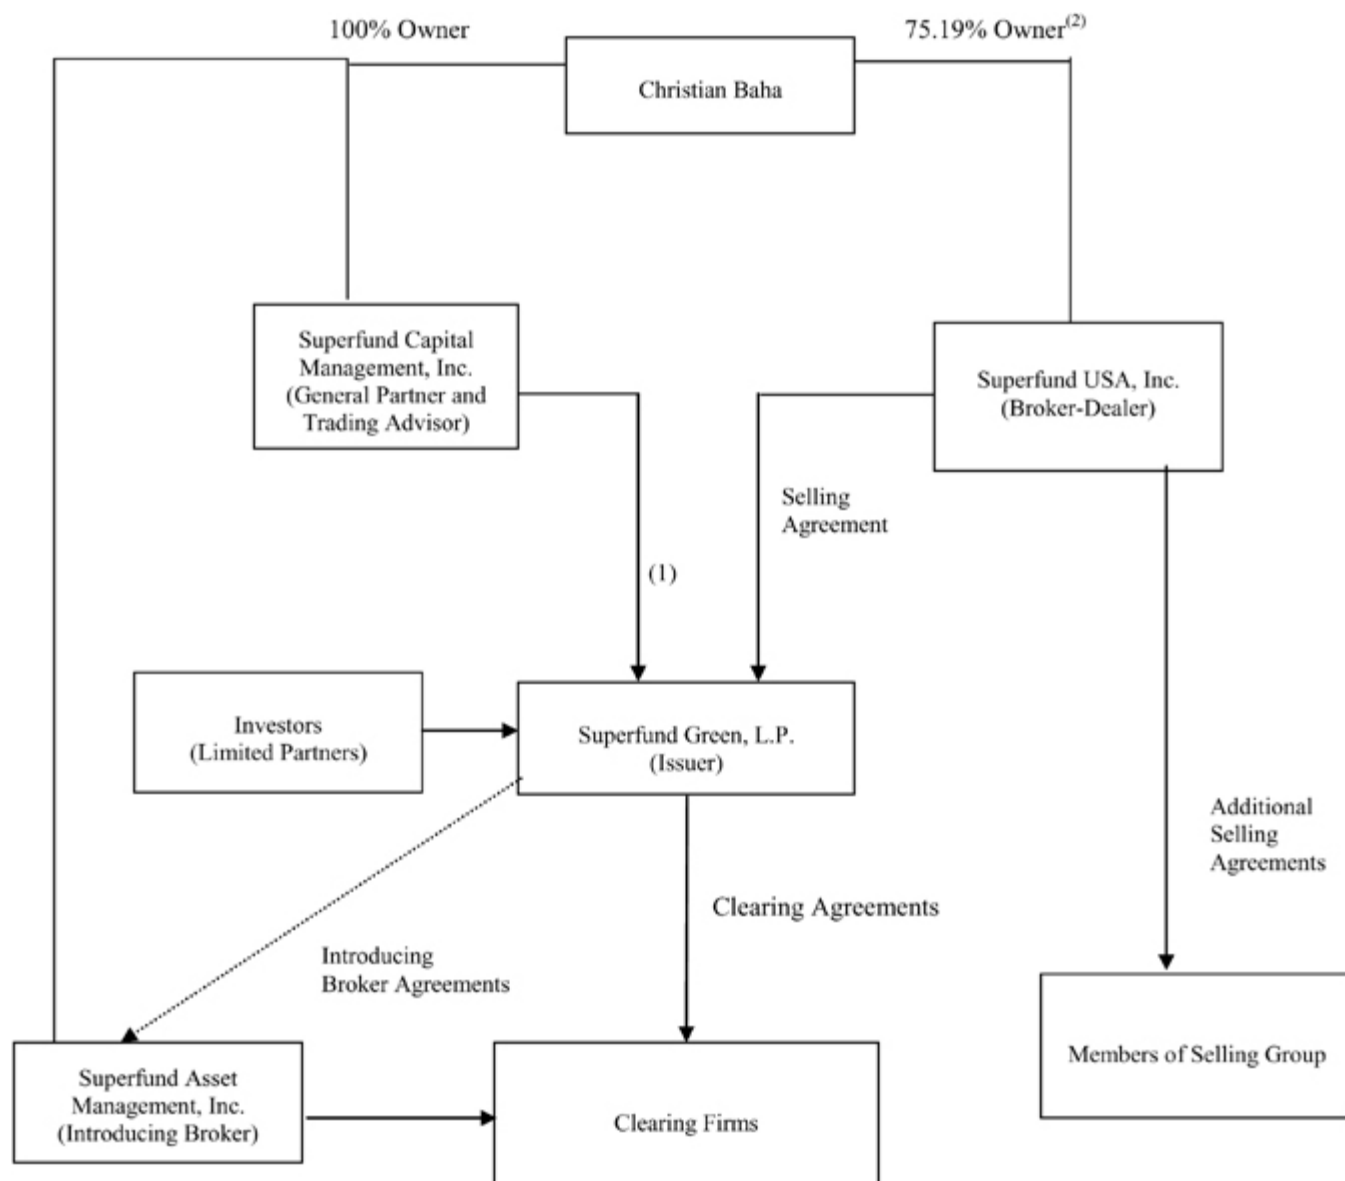 100% Owner
75.19% Owner(2)
Christian Baha
Superfund Capital
Management, Inc.
(General Partner and
Trading Advisor)
Superfund USA, Inc.
(Broker-Dealer)
Selling
Agreement
(1)
Investors
(Limited Partners)
Superfund Green, L.P.
(Issuer)
Additional
Selling
Agreements
Clearing Agreements
Introducing
Broker Agreements
Members of Selling Group
Superfund Asset
Management, Inc.
(Introducing Broker)
Clearing Firms